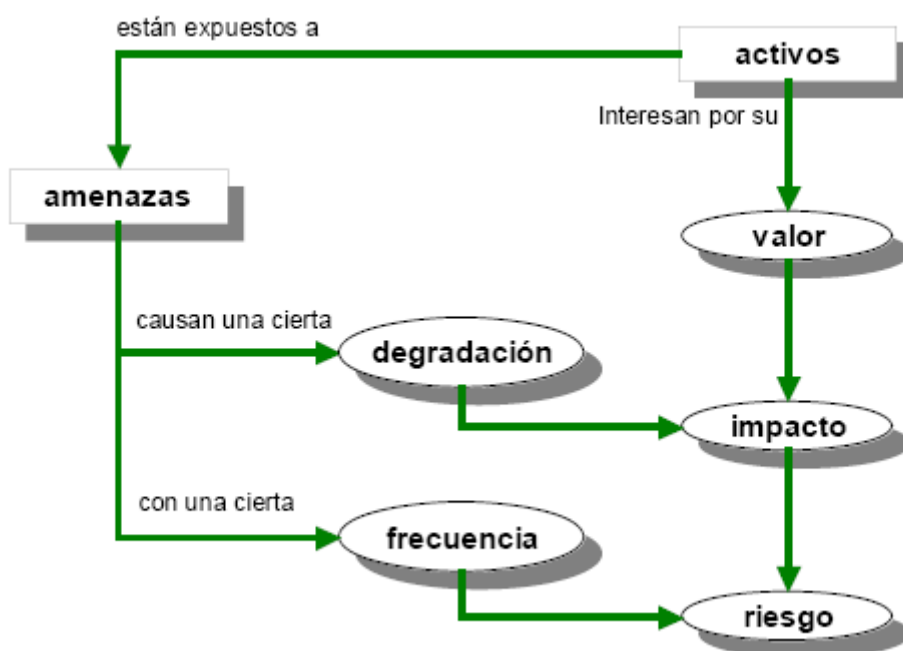 están expuestos a
activos
Interesan por su
amenazas
valor
causan una cierta
degradación
impacto
con una cierta
frecuencia
riesgo